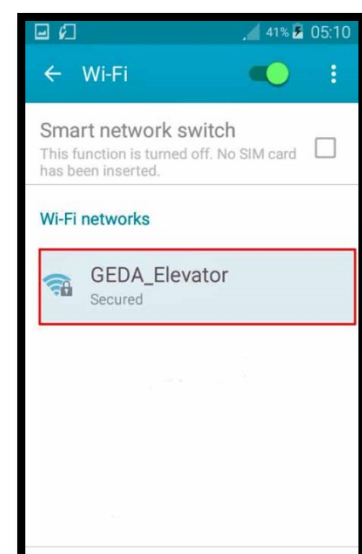 41% 05:10
← Wi-Fi
Smart network switch
This function is turned off. No SIM card
has been inserted.
Wi-Fi networks
GEDA_Elevator
Secured